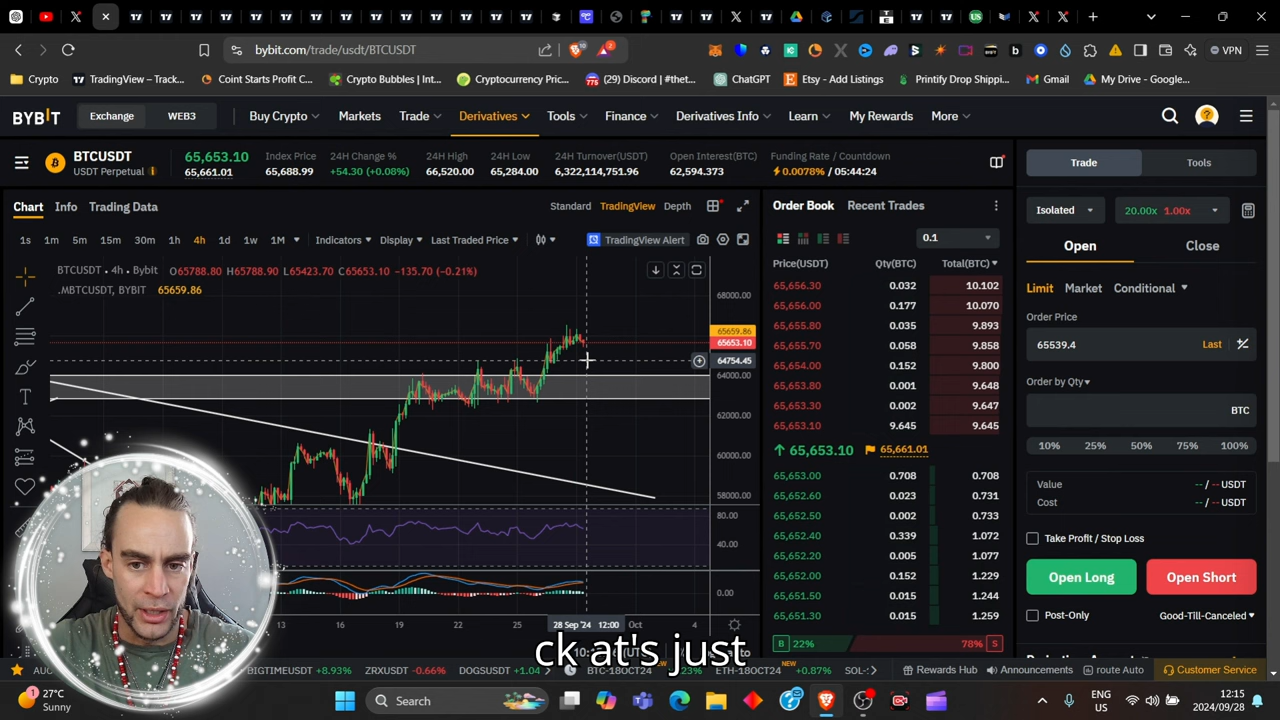 bybit.com/trade/usdt/BTCUSDT
VPN
Crypto
TradingView – Track...
Coint Starts Profit C...
Crypto Bubbles | Int...
Cryptocurrency Pric...
(29) Discord | #thet...
ChatGPT
Etsy - Add Listings
Printify Drop Shippi...
Gmail
My Drive - Google...
BYBIT
Exchange
WEB3
Buy Crypto
Markets
Trade
Derivatives
Tools
Finance
Derivatives Info
Learn
My Rewards
More
BTCUSDT
USDT Perpetual
65,653.10
65,661.01
Index Price
65,688.99
24H Change %
+54.30 (+0.08%)
24H High
66,520.00
24H Low
65,284.00
24H Turnover(USDT)
6,322,114,751.96
Open Interest(BTC)
62,594.373
Funding Rate / Countdown
0.0078% / 05:44:24
Trade
Tools
Chart
Info
Trading Data
Standard
TradingView
Depth
1s
1m
5m
15m
30m
1h
4h
1d
1w
1M
Indicators
Display
Last Traded Price
TradingView Alert
BTCUSDT · 4h · Bybit O65788.80 H65788.90 L65423.70 C65653.10 -135.70 (-0.21%)
.MBTCUSDT, BYBIT 65659.86
68000.00
65659.86
65653.10
64754.45
64000.00
62000.00
60000.00
58000.00
80.00
40.00
0.00
13
16
19
22
25
28 Sep '24 12:00
Oct
4
Order Book
Recent Trades
0.1
Price(USDT)
Qty(BTC)
Total(BTC)
65,656.30 0.032 10.102
65,656.00 0.177 10.070
65,655.80 0.035 9.893
65,655.70 0.058 9.858
65,654.00 0.152 9.800
65,653.80 0.001 9.648
65,653.30 0.002 9.647
65,653.10 9.645 9.645
65,653.10
65,661.01
65,653.00 0.708 0.708
65,652.60 0.023 0.731
65,652.50 0.002 0.733
65,652.40 0.339 1.072
65,652.20 0.005 1.077
65,652.00 0.152 1.229
65,651.50 0.015 1.244
65,651.30 0.015 1.259
B 22%
78% S
Isolated
20.00x 1.00x
Open
Close
Limit
Market
Conditional
Order Price
65539.4
Last
Order by Qty
BTC
10%
25%
50%
75%
100%
Value
-- / -- USDT
Cost
-- / -- USDT
Take Profit / Stop Loss
Open Long
Open Short
Post-Only
Good-Till-Canceled
ck at's just
BIGTIMEUSDT +8.93%
ZRXUSDT -0.66%
DOGSUSDT +1.04
BTC-18OCT24
ETH-18OCT24 NEW +0.87%
SOL-
Rewards Hub
Announcements
route Auto
Customer Service
27°C
Sunny
Search
ENG
US
12:15
2024/09/28